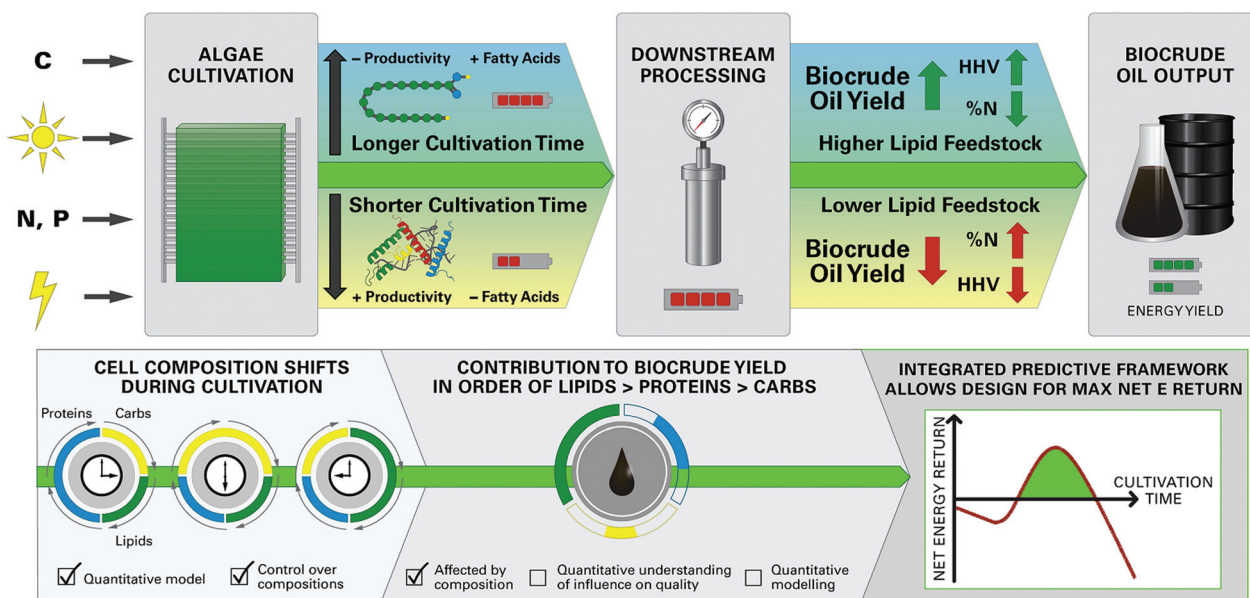 C
N, P
ALGAE
CULTIVATION
– Productivity + Fatty Acids
Longer Cultivation Time
Shorter Cultivation Time
+ Productivity – Fatty Acids
DOWNSTREAM
PROCESSING
Biocrude
Oil Yield
HHV
%N
Higher Lipid Feedstock
Lower Lipid Feedstock
Biocrude
Oil Yield
%N
HHV
BIOCRUDE
OIL OUTPUT
ENERGY YIELD
CELL COMPOSITION SHIFTS
DURING CULTIVATION
Proteins Carbs
Lipids
Quantitative model
Control over
compositions
CONTRIBUTION TO BIOCRUDE YIELD
IN ORDER OF LIPIDS > PROTEINS > CARBS
Affected by
composition
Quantitative understanding
of influence on quality
Quantitative
modelling
INTEGRATED PREDICTIVE FRAMEWORK
ALLOWS DESIGN FOR MAX NET E RETURN
NET ENERGY RETURN
CULTIVATION
TIME